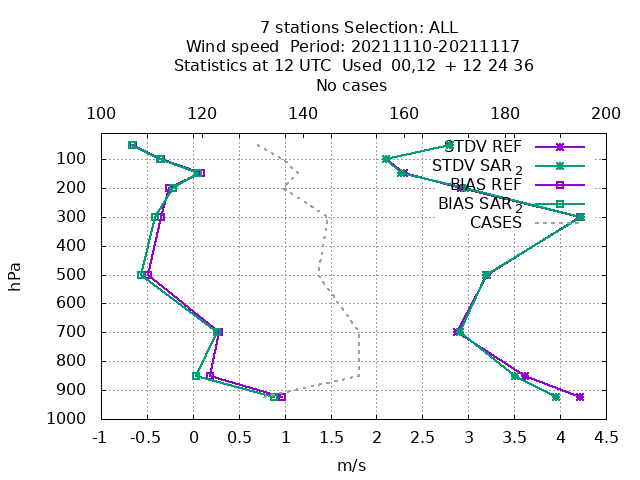 7 stations Selection: ALL
Wind speed  Period: 20211110-20211117
Statistics at 12 UTC  Used  00,12  + 12 24 36
No cases
100 120 140 160 180 200
STDV REF
STDV SAR 2
BIAS REF
BIAS SAR 2
CASES
100
200
300
400
500
600
700
800
900
1000
hPa
-1 -0.5 0 0.5 1 1.5 2 2.5 3 3.5 4 4.5
m/s